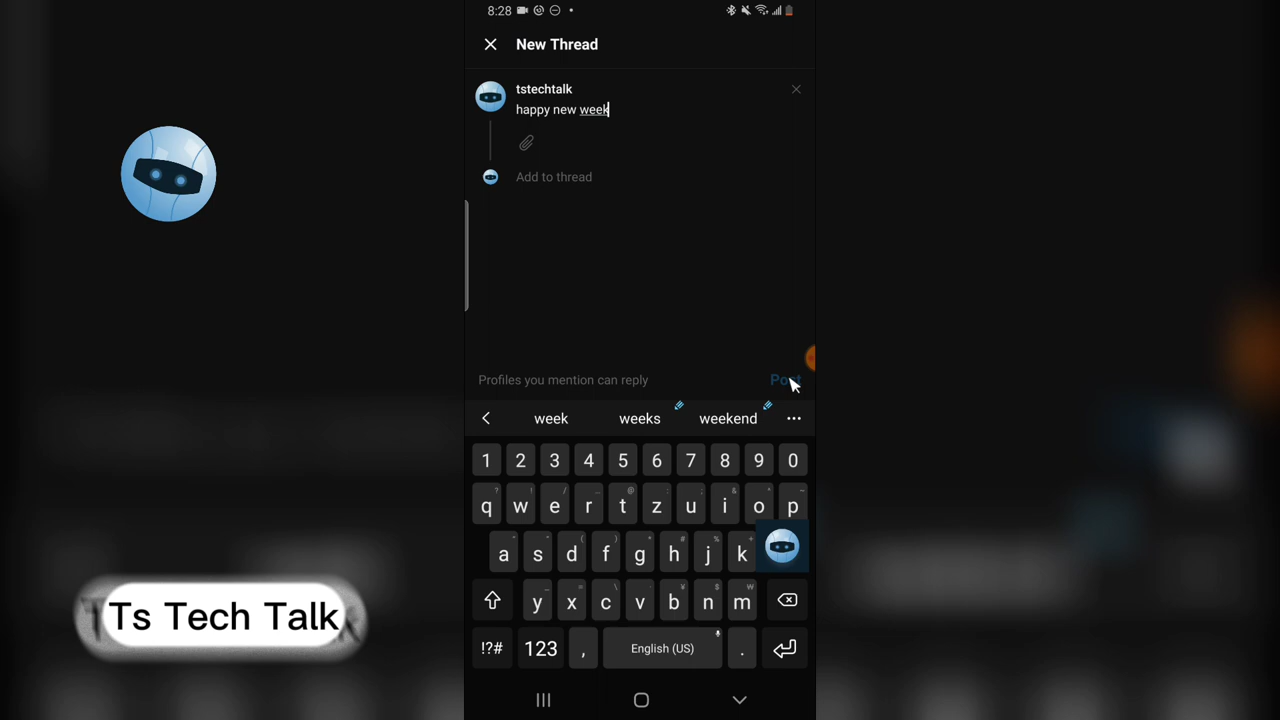 8:28
New Thread
tstechtalk
happy new week
Add to thread
Profiles you mention can reply
Post
week weeks weekend
1 2 3 4 5 6 7 8 9 0
q w e r t z u i o p
a s d f g h j k
y x c v b n m
!?# 123 , English (US) .
Ts Tech Talk